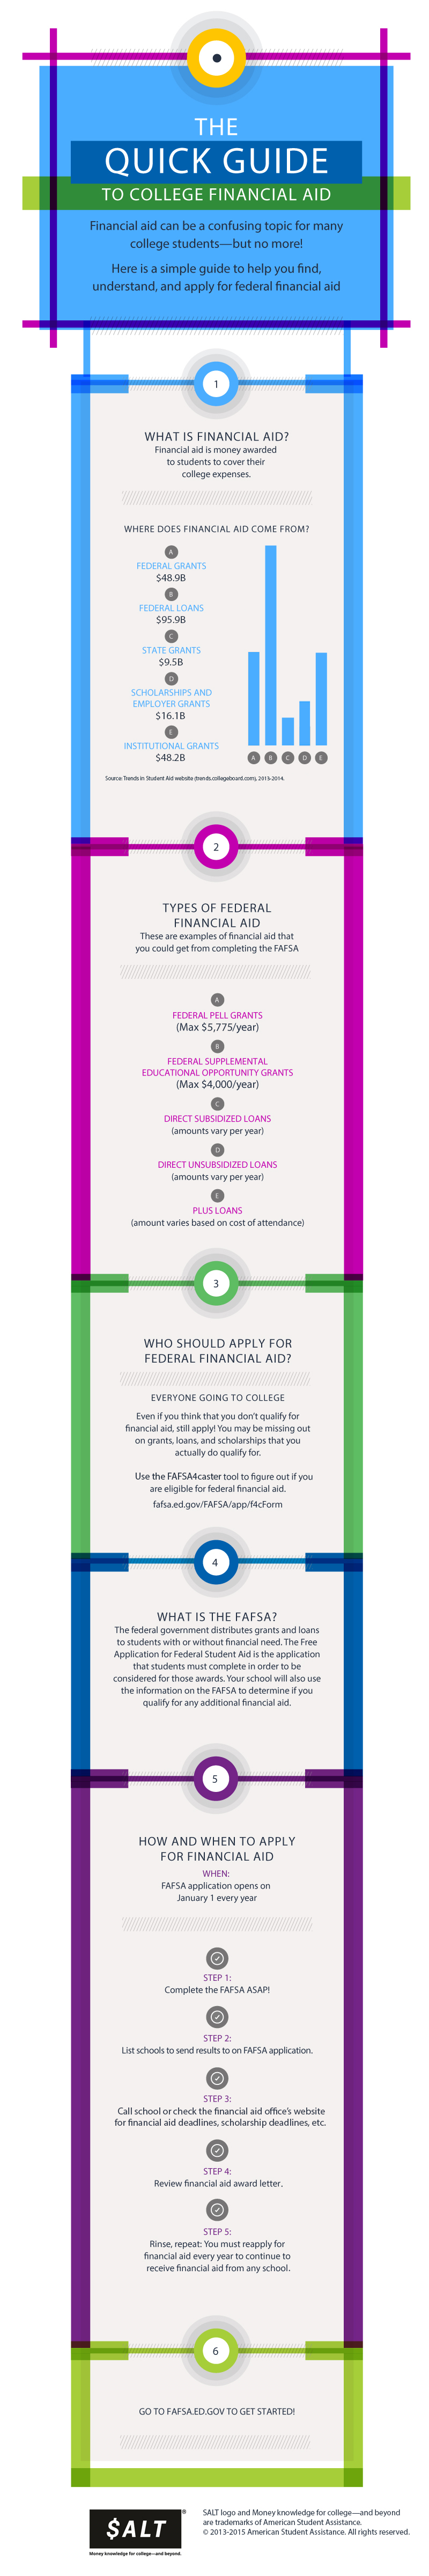 THE
QUICK GUIDE
TO COLLEGE FINANCIAL AID
Financial aid can be a confusing topic for many
college students—but no more!
Here is a simple guide to help you find,
understand, and apply for federal financial aid
1
WHAT IS FINANCIAL AID?
Financial aid is money awarded
to students to cover their
college expenses.
WHERE DOES FINANCIAL AID COME FROM?
A
FEDERAL GRANTS
$48.9B
B
FEDERAL LOANS
$95.9B
C
STATE GRANTS
$9.5B
D
SCHOLARSHIPS AND
EMPLOYER GRANTS
$16.1B
E
INSTITUTIONAL GRANTS
$48.2B
A B C D E
Source: Trends in Student Aid website (trends.collegeboard.com), 2013-2014.
2
TYPES OF FEDERAL
FINANCIAL AID
These are examples of financial aid that
you could get from completing the FAFSA
A
FEDERAL PELL GRANTS
(Max $5,775/year)
B
FEDERAL SUPPLEMENTAL
EDUCATIONAL OPPORTUNITY GRANTS
(Max $4,000/year)
C
DIRECT SUBSIDIZED LOANS
(amounts vary per year)
D
DIRECT UNSUBSIDIZED LOANS
(amounts vary per year)
E
PLUS LOANS
(amount varies based on cost of attendance)
3
WHO SHOULD APPLY FOR
FEDERAL FINANCIAL AID?
EVERYONE GOING TO COLLEGE
Even if you think that you don't qualify for
financial aid, still apply! You may be missing out
on grants, loans, and scholarships that you
actually do qualify for.
Use the FAFSA4caster tool to figure out if you
are eligible for federal financial aid.
fafsa.ed.gov/FAFSA/app/f4cForm
4
WHAT IS THE FAFSA?
The federal government distributes grants and loans
to students with or without financial need. The Free
Application for Federal Student Aid is the application
that students must complete in order to be
considered for those awards. Your school will also use
the information on the FAFSA to determine if you
qualify for any additional financial aid.
5
HOW AND WHEN TO APPLY
FOR FINANCIAL AID
WHEN:
FAFSA application opens on
January 1 every year
STEP 1:
Complete the FAFSA ASAP!
STEP 2:
List schools to send results to on FAFSA application.
STEP 3:
Call school or check the financial aid office's website
for financial aid deadlines, scholarship deadlines, etc.
STEP 4:
Review financial aid award letter.
STEP 5:
Rinse, repeat: You must reapply for
financial aid every year to continue to
receive financial aid from any school.
6
GO TO FAFSA.ED.GOV TO GET STARTED!
$ALT®
Money knowledge for college—and beyond.
SALT logo and Money knowledge for college—and beyond
are trademarks of American Student Assistance.
© 2013-2015 American Student Assistance. All rights reserved.